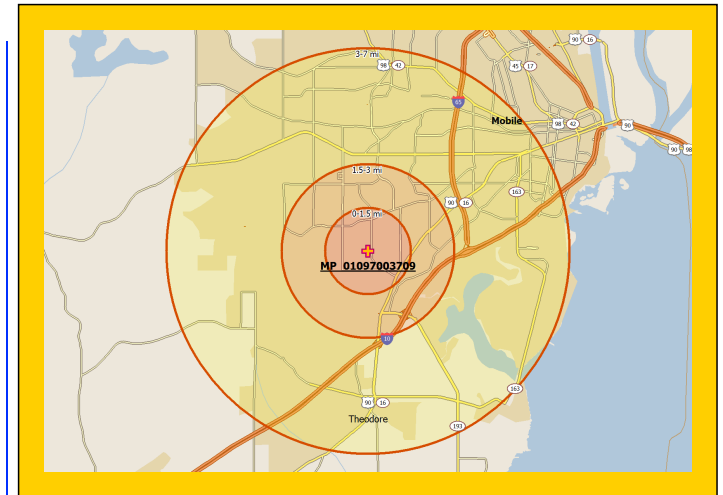 90 16
3-7 mi
98 42
45 17
65
Mobile
98 42
90
90 98
1.5-3 mi
163
90 16
0-1.5 mi
MP_01097003709
10
163
90 16
Theodore
193